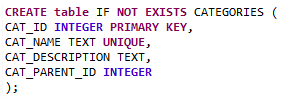 CREATE table IF NOT EXISTS CATEGORIES (
CAT_ID INTEGER PRIMARY KEY,
CAT_NAME TEXT UNIQUE,
CAT_DESCRIPTION TEXT,
CAT_PARENT_ID INTEGER
);